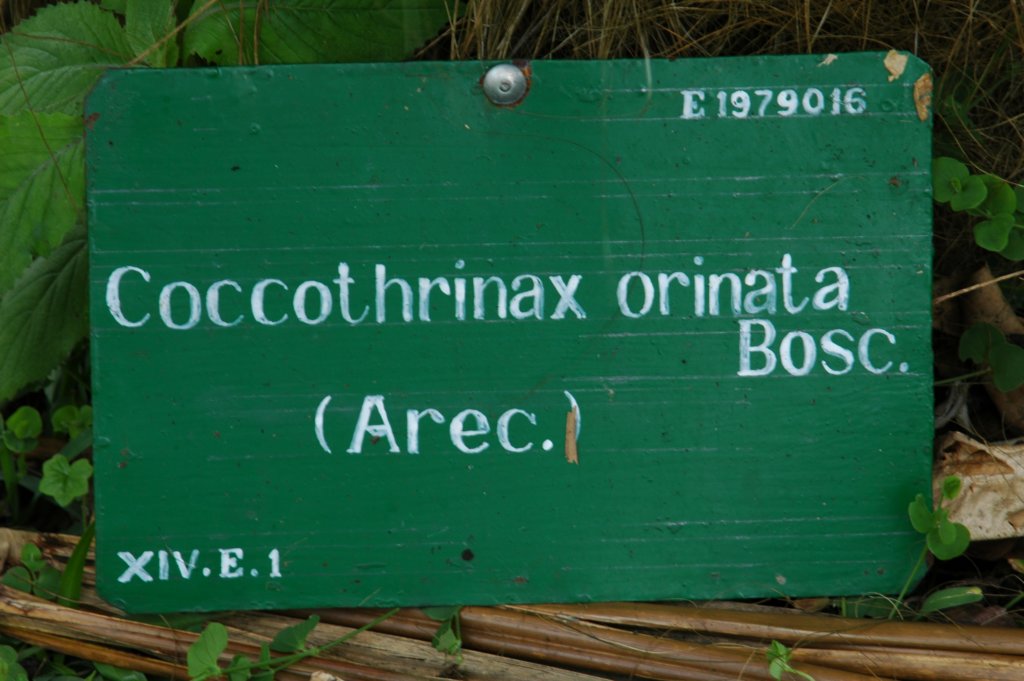 E 1979016
Coccothrinax orinata
Bosc.
(Arec.)
XIV.E.1